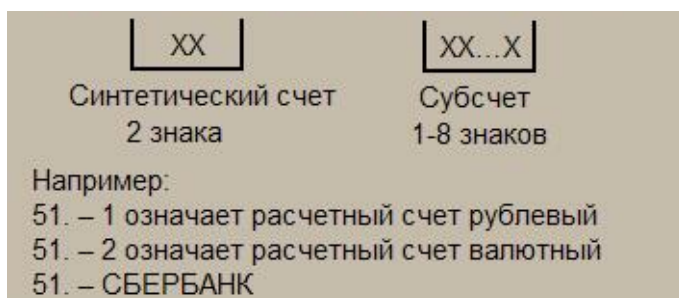 XX XX...X
Синтетический счет Субсчет
2 знака 1-8 знаков
Например:
51. – 1 означает расчетный счет рублевый
51. – 2 означает расчетный счет валютный
51. – СБЕРБАНК